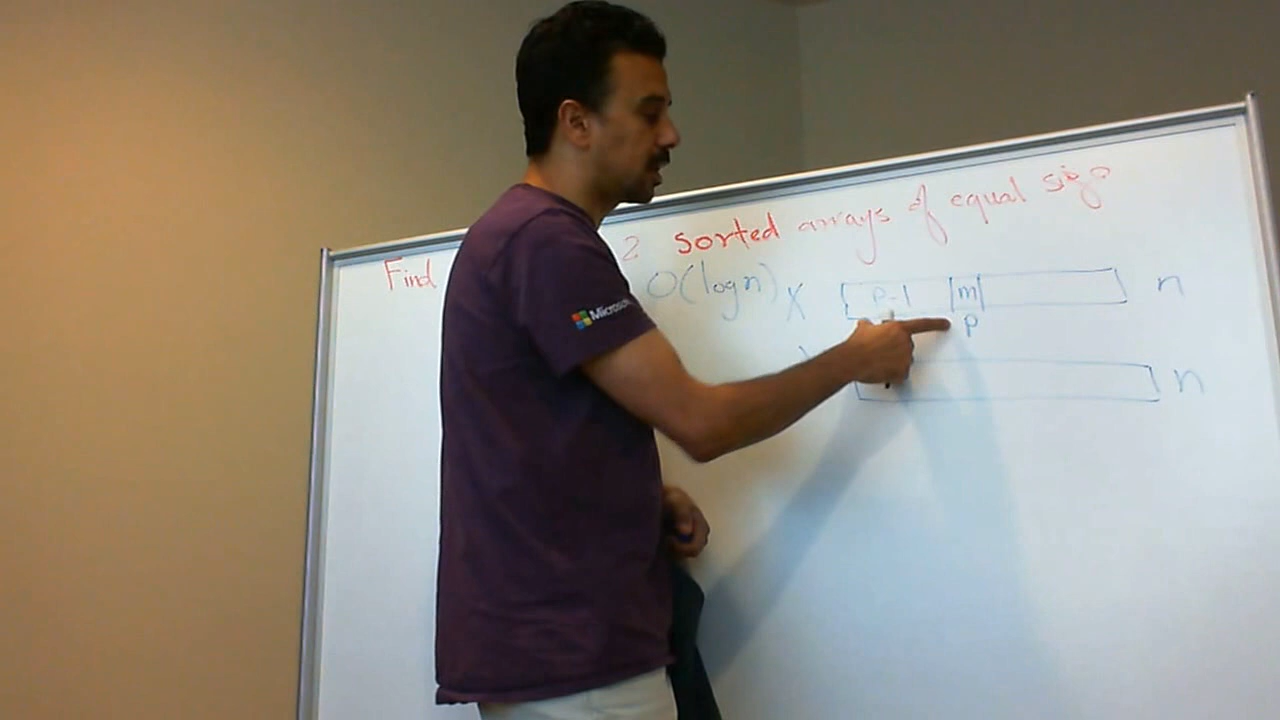 Find 2 sorted arrays of equal size
O(log n) X P-1 m n
P
n
Microsoft